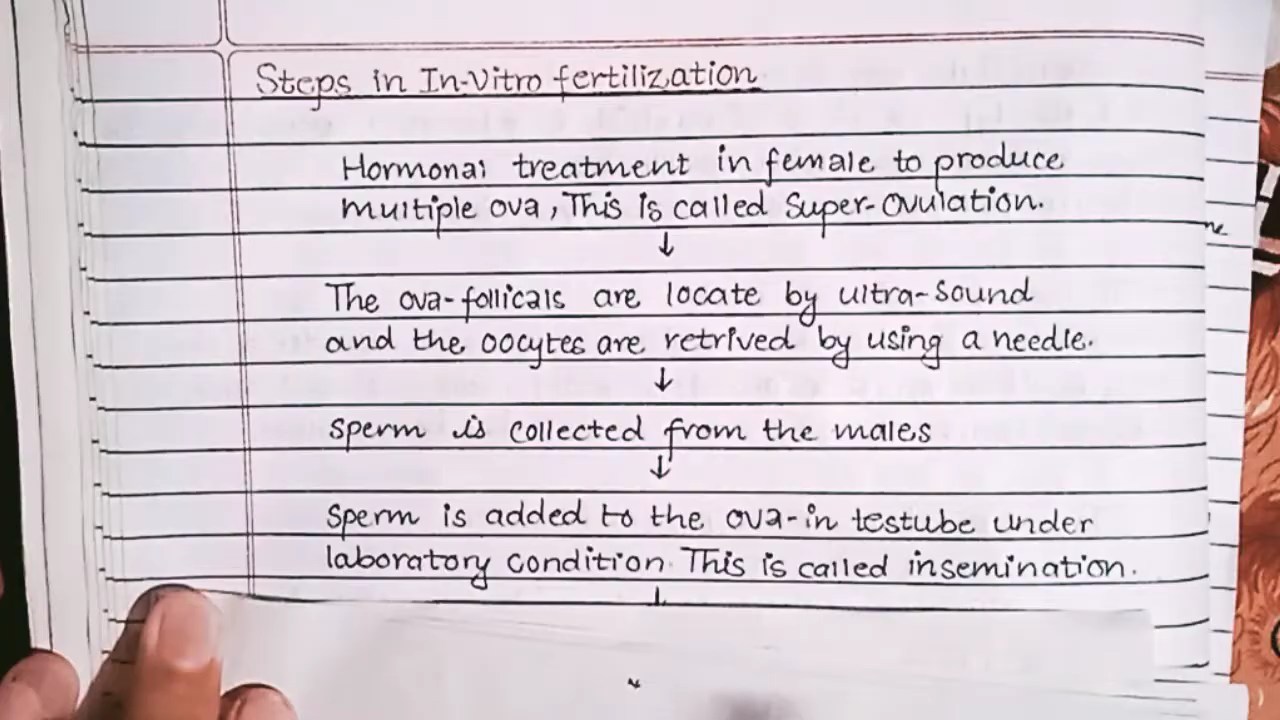 Steps in In-Vitro fertilization
Hormonal treatment in female to produce
multiple ova, This is called Super-Ovulation.
↓
The ova-follicals are locate by ultra-sound
and the oocytes are retrived by using a needle.
↓
Sperm is collected from the males
↓
Sperm is added to the ova-in testube under
laboratory condition. This is called insemination.